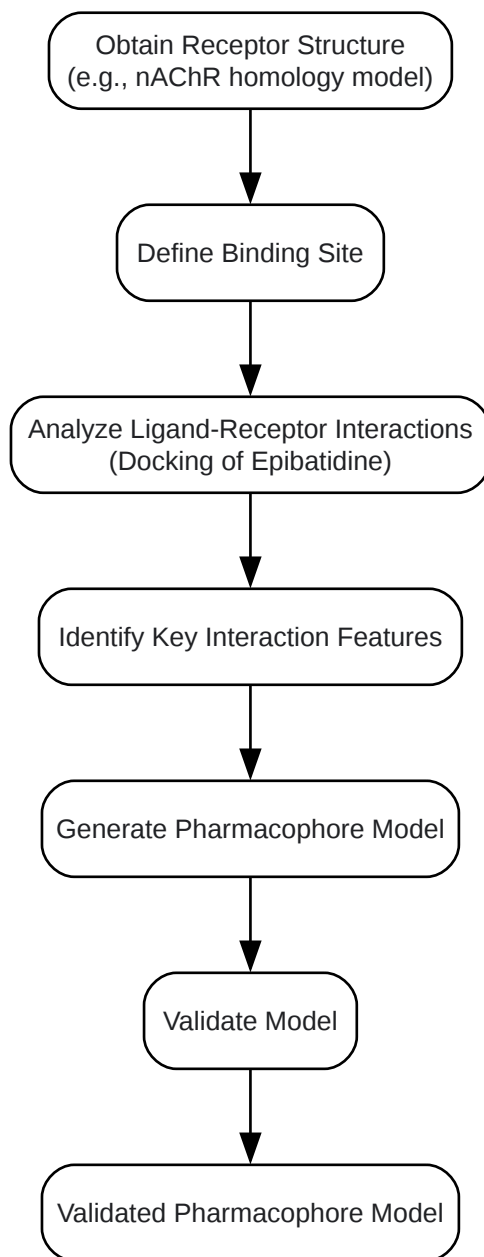 Obtain Receptor Structure
(e.g., nAChR homology model)
Define Binding Site
Analyze Ligand-Receptor Interactions
(Docking of Epibatidine)
Identify Key Interaction Features
Generate Pharmacophore Model
Validate Model
Validated Pharmacophore Model